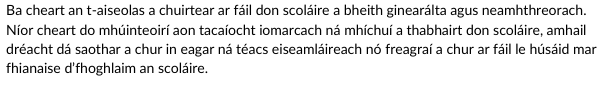 Ba cheart an t-aiseolas a chuirtear ar fáil don scoláire a bheith ginearálta agus neamhthreorach.
Níor cheart do mhúinteoirí aon tacaíocht iomarcach ná mhíchuí a thabhairt don scoláire, amhail
dréacht dá saothar a chur in eagar ná téacs eiseamláireach nó freagraí a chur ar fáil le húsáid mar
fhianaise d'fhoghlaim an scoláire.